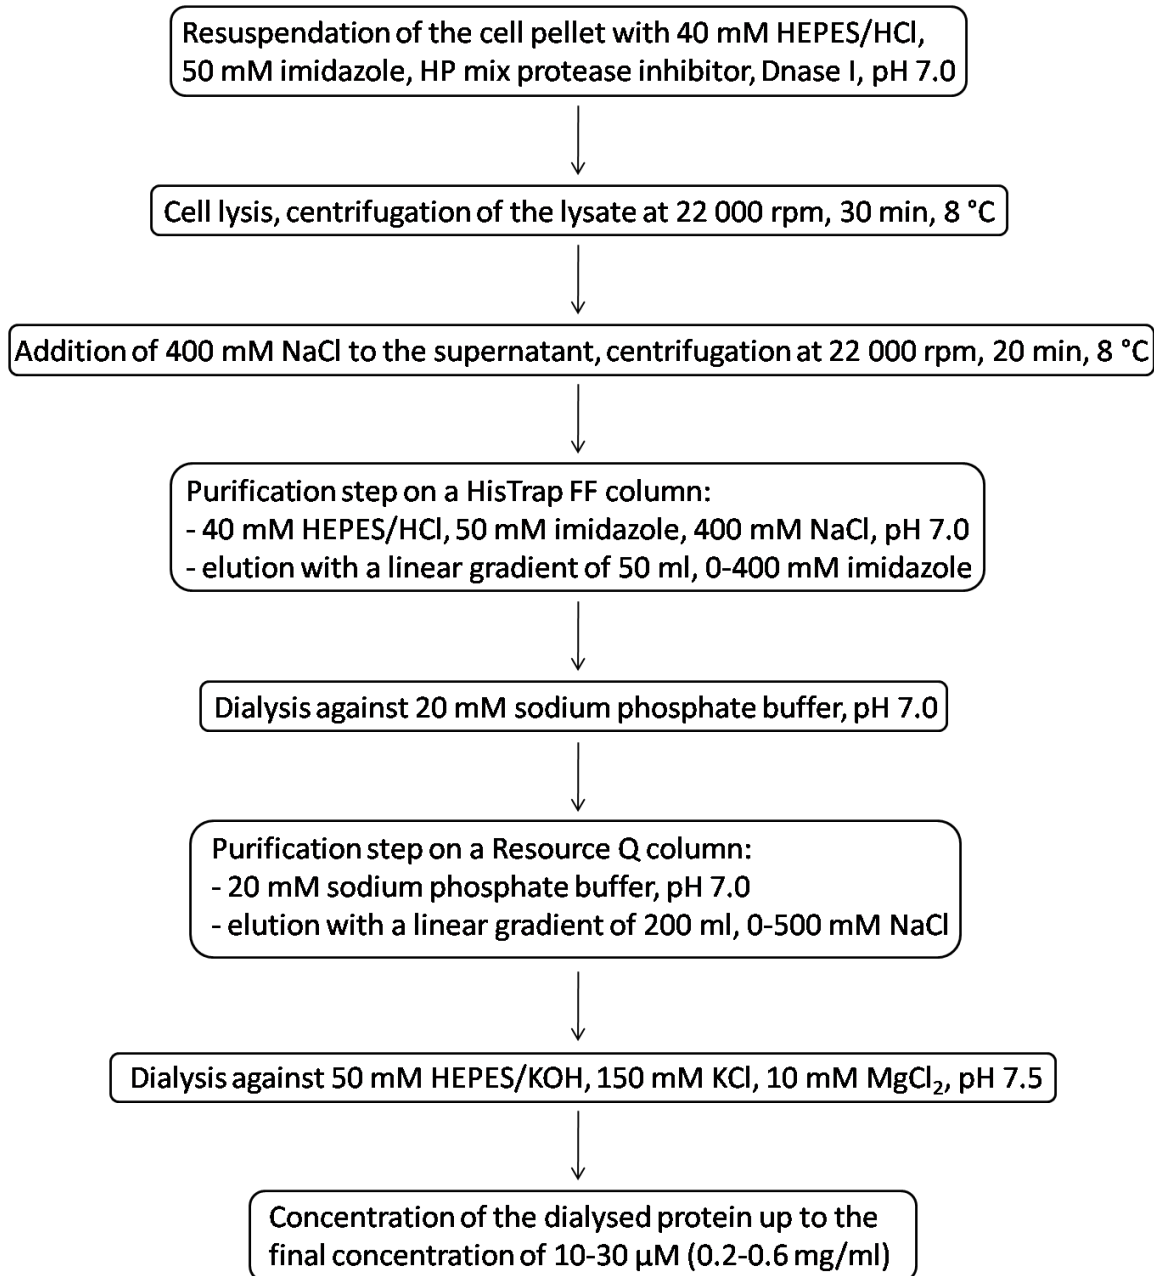 Resuspendation of the cell pellet with 40 mM HEPES/HCl,
50 mM imidazole, HP mix protease inhibitor, Dnase I, pH 7.0
Cell lysis, centrifugation of the lysate at 22 000 rpm, 30 min, 8 °C
Addition of 400 mM NaCl to the supernatant, centrifugation at 22 000 rpm, 20 min, 8 °C
Purification step on a HisTrap FF column:
- 40 mM HEPES/HCl, 50 mM imidazole, 400 mM NaCl, pH 7.0
- elution with a linear gradient of 50 ml, 0-400 mM imidazole
Dialysis against 20 mM sodium phosphate buffer, pH 7.0
Purification step on a Resource Q column:
- 20 mM sodium phosphate buffer, pH 7.0
- elution with a linear gradient of 200 ml, 0-500 mM NaCl
Dialysis against 50 mM HEPES/KOH, 150 mM KCl, 10 mM MgCl₂, pH 7.5
Concentration of the dialysed protein up to the
final concentration of 10-30 µM (0.2-0.6 mg/ml)